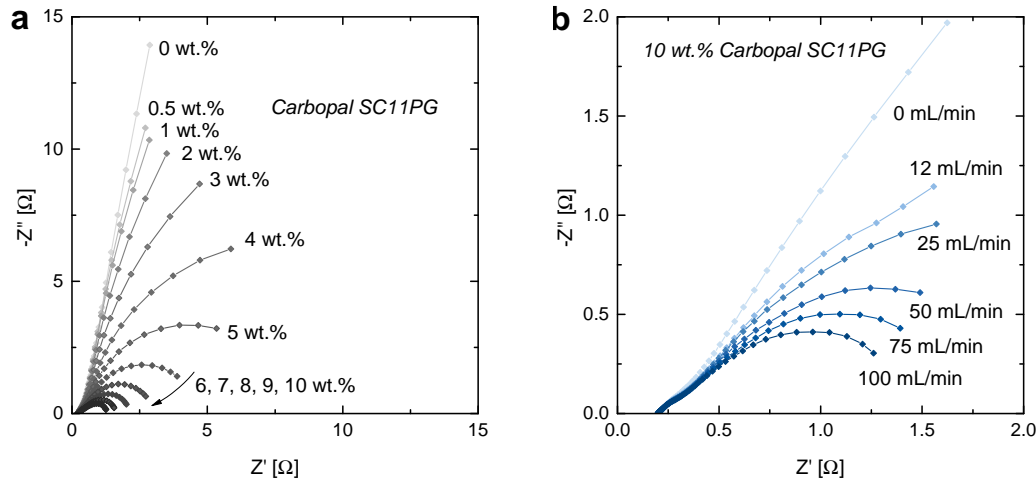 a
15
10
5
0
-Z'' [Ω]
0
5
10
15
Z' [Ω]
0 wt.%
0.5 wt.%
1 wt.%
2 wt.%
3 wt.%
4 wt.%
5 wt.%
6, 7, 8, 9, 10 wt.%
Carbopal SC11PG
b
2.0
1.5
1.0
0.5
0.0
-Z'' [Ω]
0.0
0.5
1.0
1.5
2.0
Z' [Ω]
10 wt.% Carbopal SC11PG
0 mL/min
12 mL/min
25 mL/min
50 mL/min
75 mL/min
100 mL/min